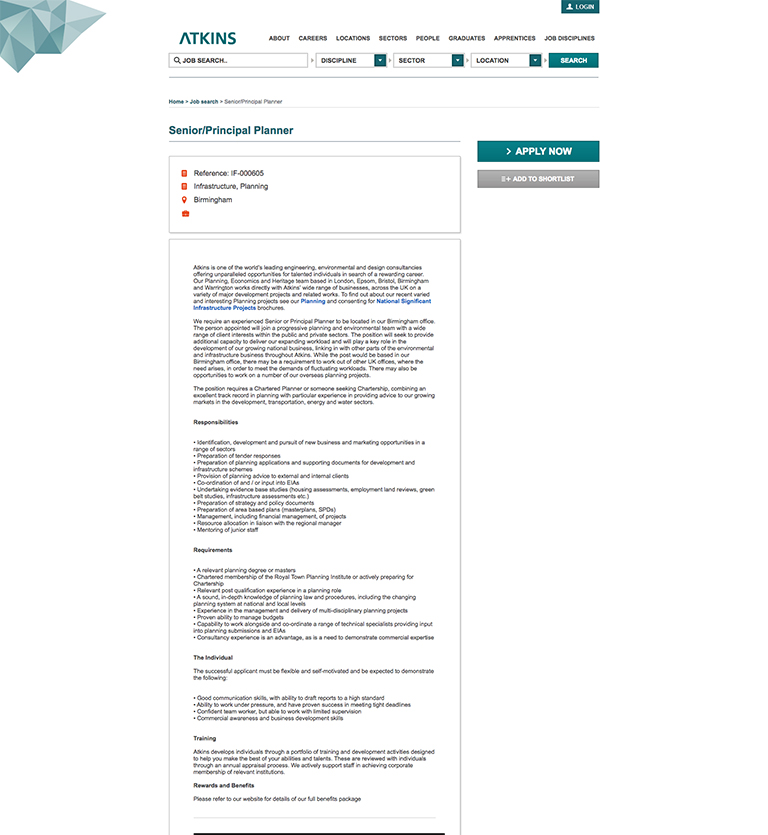 LOGIN
ATKINS
ABOUT CAREERS LOCATIONS SECTORS PEOPLE GRADUATES APPRENTICES JOB DISCIPLINES
JOB SEARCH.. DISCIPLINE SECTOR LOCATION SEARCH
Home > Job search > Senior/Principal Planner
Senior/Principal Planner
> APPLY NOW
ADD TO SHORTLIST
Reference: IF-000605
Infrastructure, Planning
Birmingham
Atkins is one of the world's leading engineering, environmental and design consultancies
offering unparalleled opportunities for talented individuals in search of a rewarding career.
Our Planning, Economics and Heritage team based in London, Epsom, Bristol, Birmingham
and Warrington works directly with Atkins' wide range of businesses, across the UK on a
variety of major development projects and related works. To find out about our recent varied
and interesting Planning projects see our Planning and consenting for National Significant
Infrastructure Projects brochures.
We require an experienced Senior or Principal Planner to be located in our Birmingham office.
The person appointed will join a progressive planning and environmental team with a wide
range of client interests within the public and private sectors. The position will seek to provide
additional capacity to deliver our expanding workload and will play a key role in the
development of our growing national business, linking in with other parts of the environmental
and infrastructure business throughout Atkins. While the post would be based in our
Birmingham office, there may be a requirement to work out of other UK offices, where the
need arises, in order to meet the demands of fluctuating workloads. There may also be
opportunities to work on a number of our overseas planning projects.
The position requires a Chartered Planner or someone seeking Chartership, combining an
excellent track record in planning with particular experience in providing advice to our growing
markets in the development, transportation, energy and water sectors.
Responsibilities
• Identification, development and pursuit of new business and marketing opportunities in a
range of sectors
• Preparation of tender responses
• Preparation of planning applications and supporting documents for development and
infrastructure schemes
• Provision of planning advice to external and internal clients
• Co-ordination of and / or input into EIAs
• Undertaking evidence base studies (housing assessments, employment land reviews, green
belt studies, infrastructure assessments etc.)
• Preparation of strategy and policy documents
• Preparation of area based plans (masterplans, SPDs)
• Management, including financial management, of projects
• Resource allocation in liaison with the regional manager
• Mentoring of junior staff
Requirements
• A relevant planning degree or masters
• Chartered membership of the Royal Town Planning Institute or actively preparing for
Chartership
• Relevant post qualification experience in a planning role
• A sound, in-depth knowledge of planning law and procedures, including the changing
planning system at national and local levels
• Experience in the management and delivery of multi-disciplinary planning projects
• Proven ability to manage budgets
• Capability to work alongside and co-ordinate a range of technical specialists providing input
into planning submissions and EIAs
• Consultancy experience is an advantage, as is a need to demonstrate commercial expertise
The Individual
The successful applicant must be flexible and self-motivated and be expected to demonstrate
the following:
• Good communication skills, with ability to draft reports to a high standard
• Ability to work under pressure, and have proven success in meeting tight deadlines
• Confident team worker, but able to work with limited supervision
• Commercial awareness and business development skills
Training
Atkins develops individuals through a portfolio of training and development activities designed
to help you make the best of your abilities and talents. These are reviewed with individuals
through an annual appraisal process. We actively support staff in achieving corporate
membership of relevant institutions.
Rewards and Benefits
Please refer to our website for details of our full benefits package